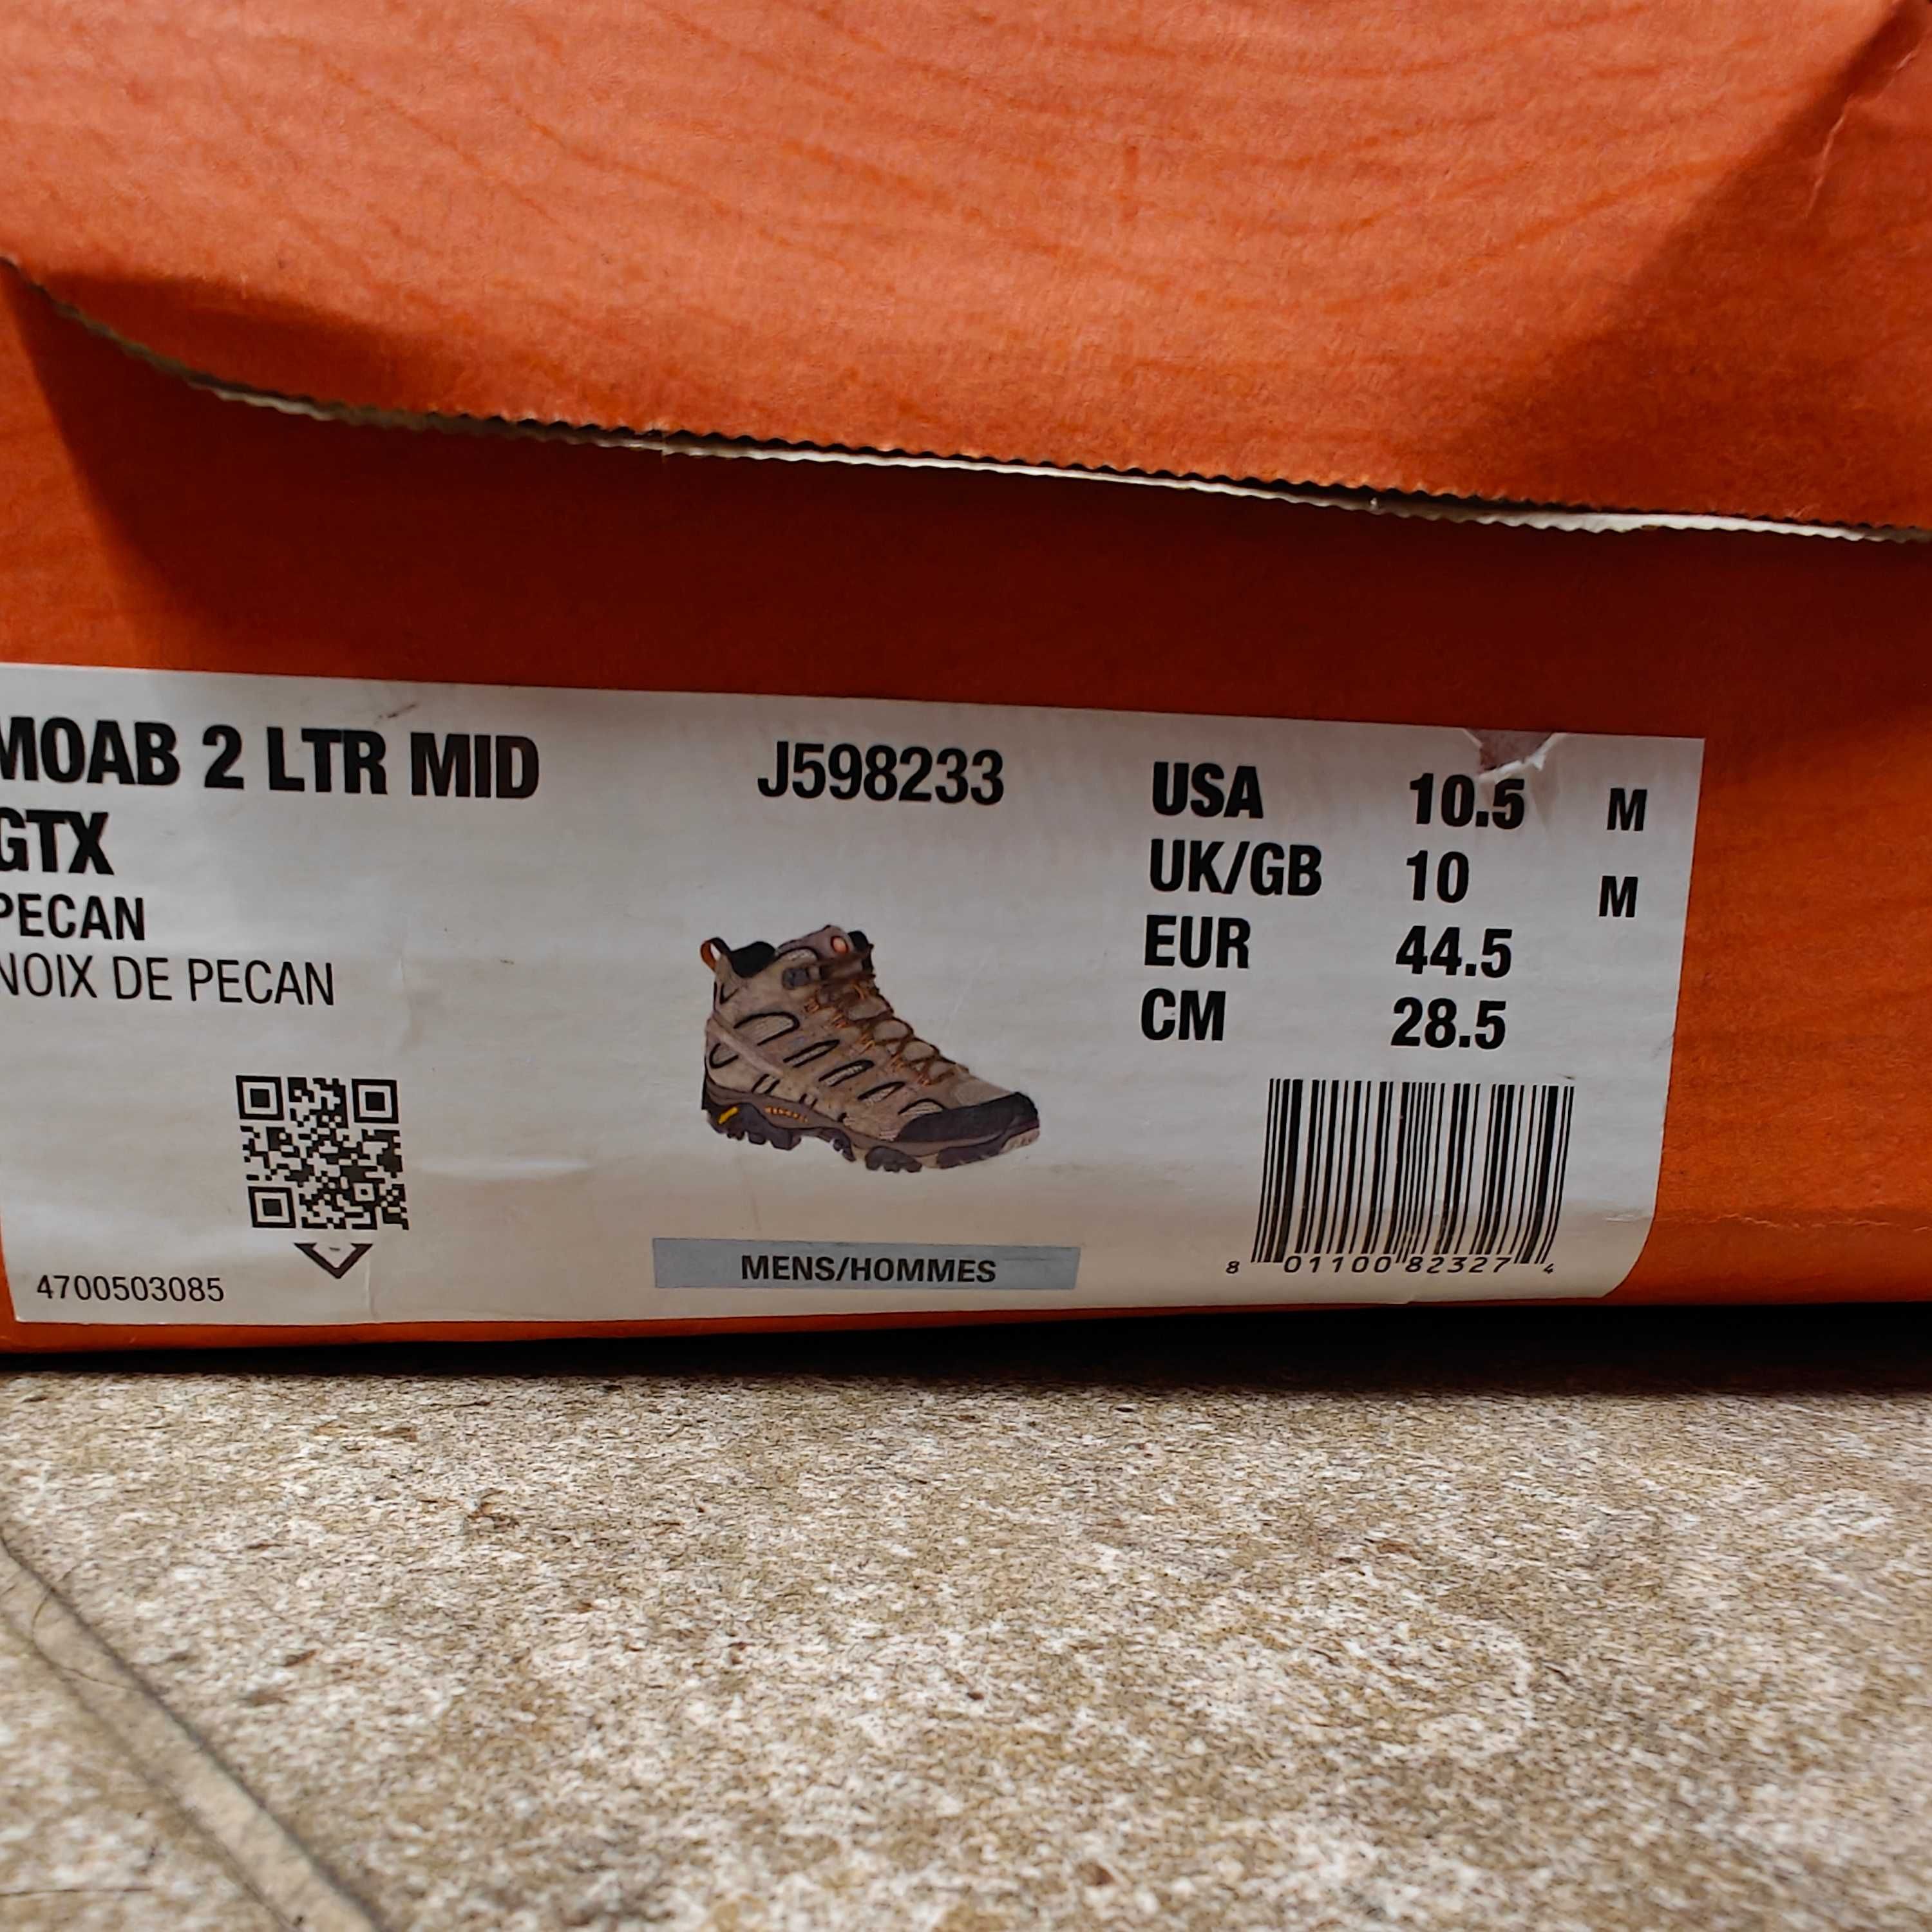 MOAB 2 LTR MID
GTX
PECAN
NOIX DE PECAN
4700503085
J598233
MENS/HOMMES
USA 10.5 M
UK/GB 10 M
EUR 44.5
CM 28.5
8 01100 82327 4